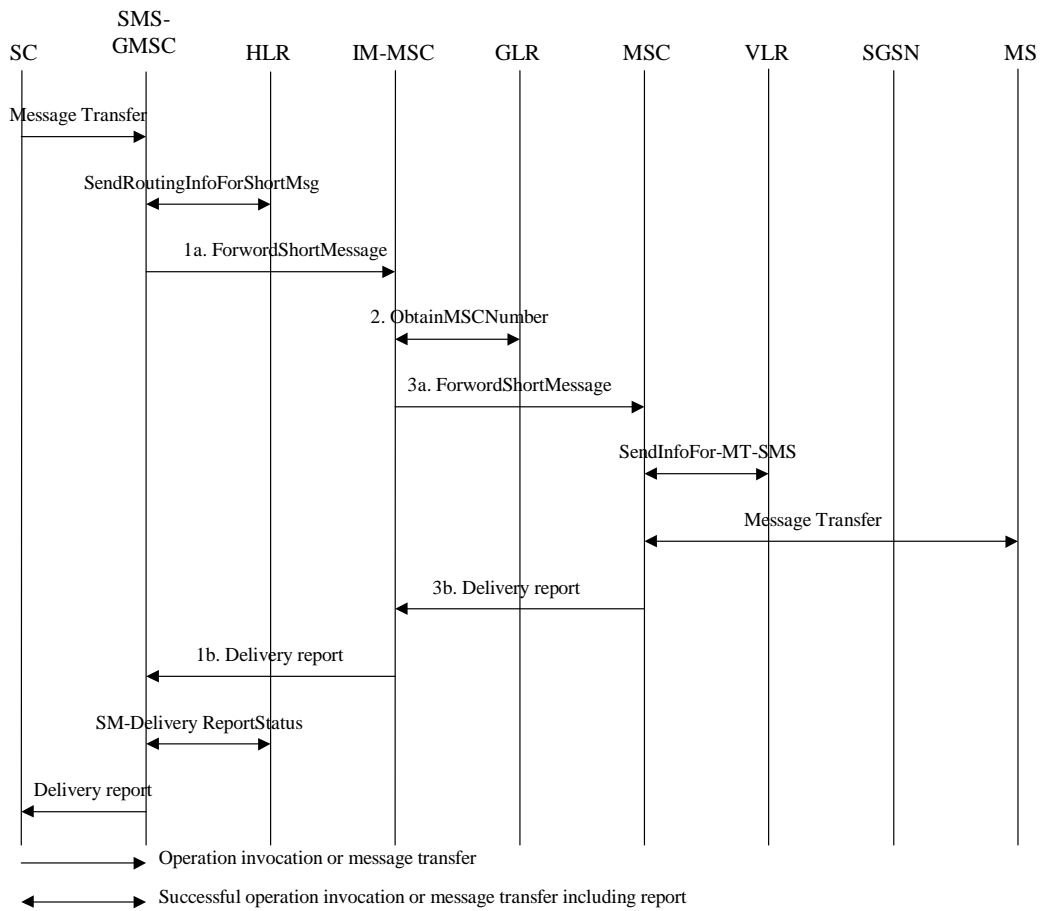 SMS-
GMSC
SC HLR IM-MSC GLR MSC VLR SGSN MS
Message Transfer
SendRoutingInfoForShortMsg
1a. ForwordShortMessage
2. ObtainMSCNumber
3a. ForwordShortMessage
SendInfoFor-MT-SMS
Message Transfer
3b. Delivery report
1b. Delivery report
SM-Delivery ReportStatus
Delivery report
Operation invocation or message transfer
Successful operation invocation or message transfer including report